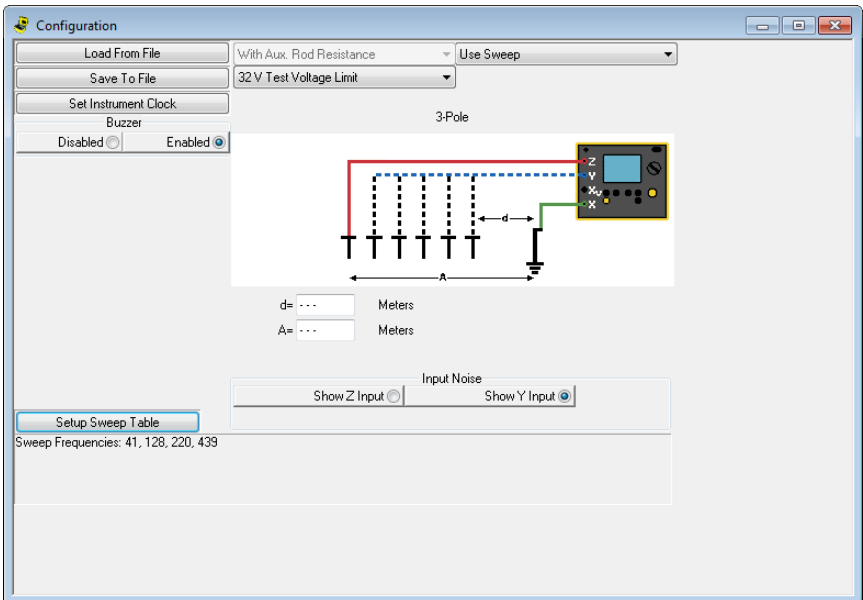 Configuration
Load From File
With Aux. Rod Resistance
Use Sweep
Save To File
32 V Test Voltage Limit
Set Instrument Clock
Buzzer
Disabled
Enabled
3-Pole
Z
Y
Xv
X
d
A
d= - - - Meters
A= - - - Meters
Input Noise
Show Z Input
Show Y Input
Setup Sweep Table
Sweep Frequencies: 41, 128, 220, 439